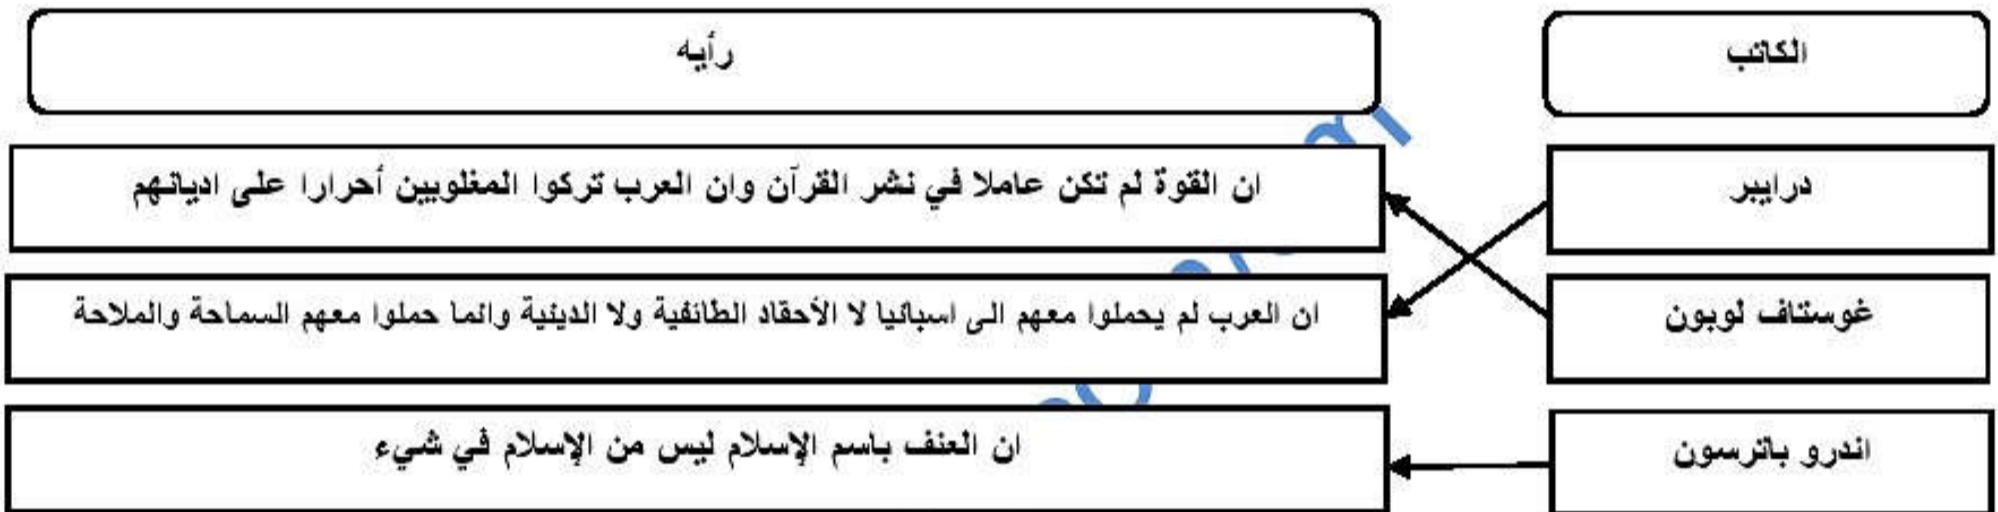 الكاتب
رأيه
درايبر
ان القوة لم تكن عاملا في نشر القرآن وان العرب تركوا المغلوبين أحرارا على اديانهم
غوستاف لوبون
ان العرب لم يحملوا معهم الى اسبانيا لا الأحقاد الطائفية ولا الدينية وانما حملوا معهم السماحة والملاحة
اندرو باترسون
ان العنف باسم الإسلام ليس من الإسلام في شيء